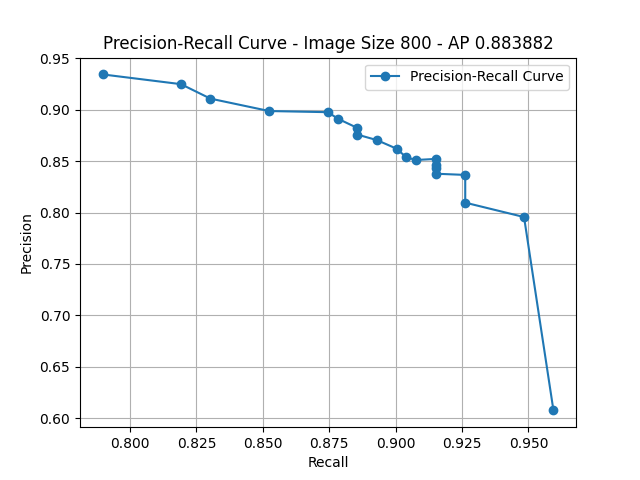 Precision-Recall Curve - Image Size 800 - AP 0.883882
Precision-Recall Curve
0.95
0.90
0.85
0.80
0.75
0.70
0.65
0.60
Precision
0.800 0.825 0.850 0.875 0.900 0.925 0.950
Recall